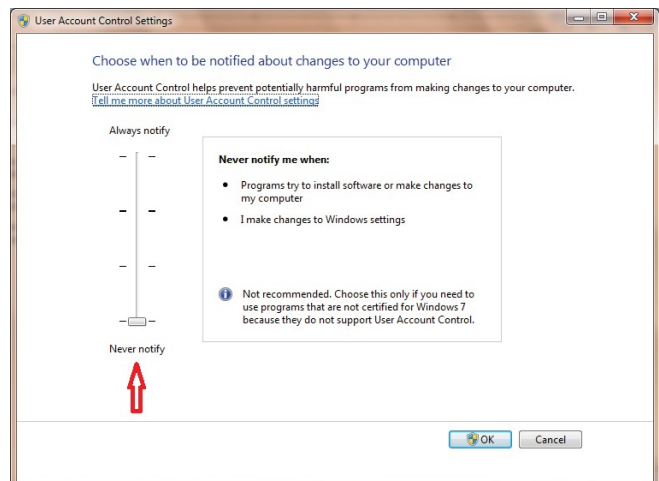 User Account Control Settings
Choose when to be notified about changes to your computer
User Account Control helps prevent potentially harmful programs from making changes to your computer.
Tell me more about User Account Control settings
Always notify
Never notify me when:
• Programs try to install software or make changes to
my computer
• I make changes to Windows settings
Not recommended. Choose this only if you need to
use programs that are not certified for Windows 7
because they do not support User Account Control.
Never notify
OK
Cancel